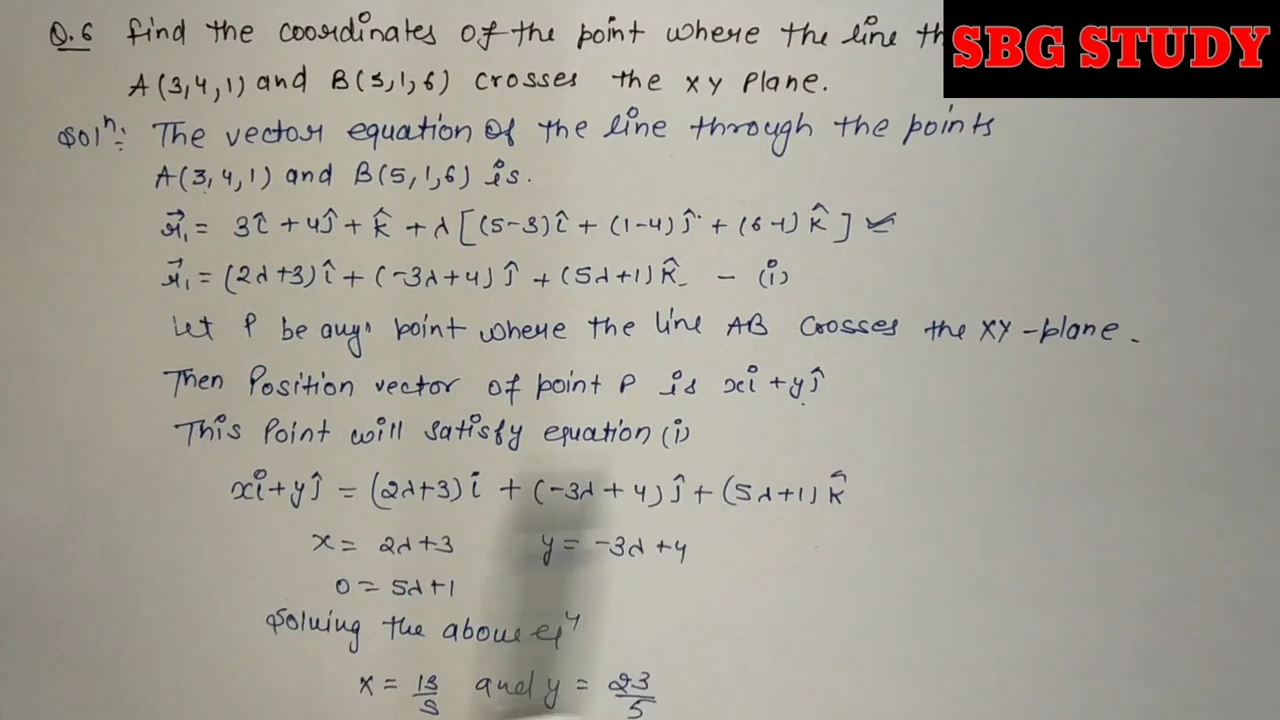 Q.6 find the coordinates of the point where the line th
SBG STUDY
A(3,4,1) and B(5,1,6) crosses the xy plane.
Solⁿ: The vector equation of the line through the points
A(3,4,1) and B(5,1,6) is.
r⃗₁ = 3î + 4ĵ + k̂ + λ[(5-3)î + (1-4)ĵ + (6-1)k̂] ✓
r⃗₁ = (2λ+3)î + (-3λ+4)ĵ + (5λ+1)k̂ - (i)
Let P be any point where the line AB crosses the XY-plane.
Then Position vector of point P is xi + yĵ
This Point will satisfy equation (i)
xi + yĵ = (2λ+3)î + (-3λ+4)ĵ + (5λ+1)k̂
x = 2λ+3 y = -3λ+4
0 = 5λ+1
Solving the above eqⁿ
x = 13/5 and y = 23/5